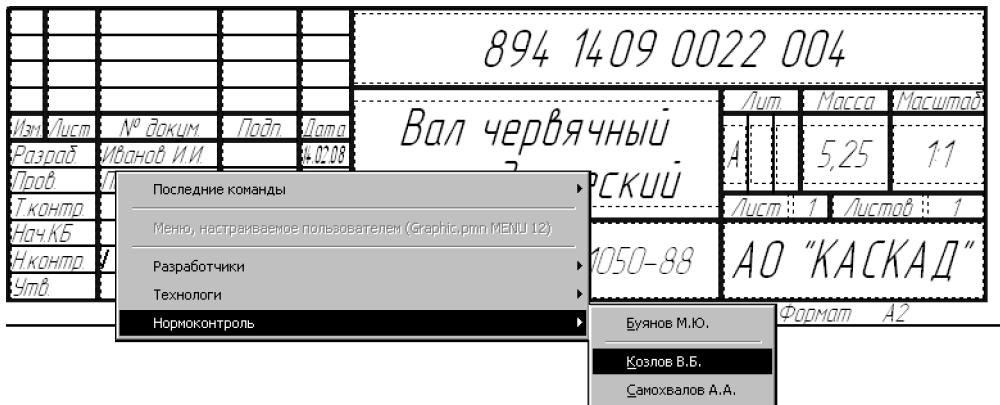 894 1409 0022 004
Лит. Масса Масштаб
Вал червячный
Изм. Лист № докум. Подп. Дата
А 5,25 1:1
Разраб. Иванов И.И. 14.02.08
Пров.
Т.контр.
Лист 1 Листов 1
Нач.КБ
1050-88 АО "КАСКАД"
Н.контр.
Утв.
Формат А2
Последние команды
Меню, настраиваемое пользователем (Graphic.pmn MENU 12)
Разработчики
Технологи
Нормоконтроль
Буянов М.Ю.
Козлов В.Б.
Самохвалов А.А.